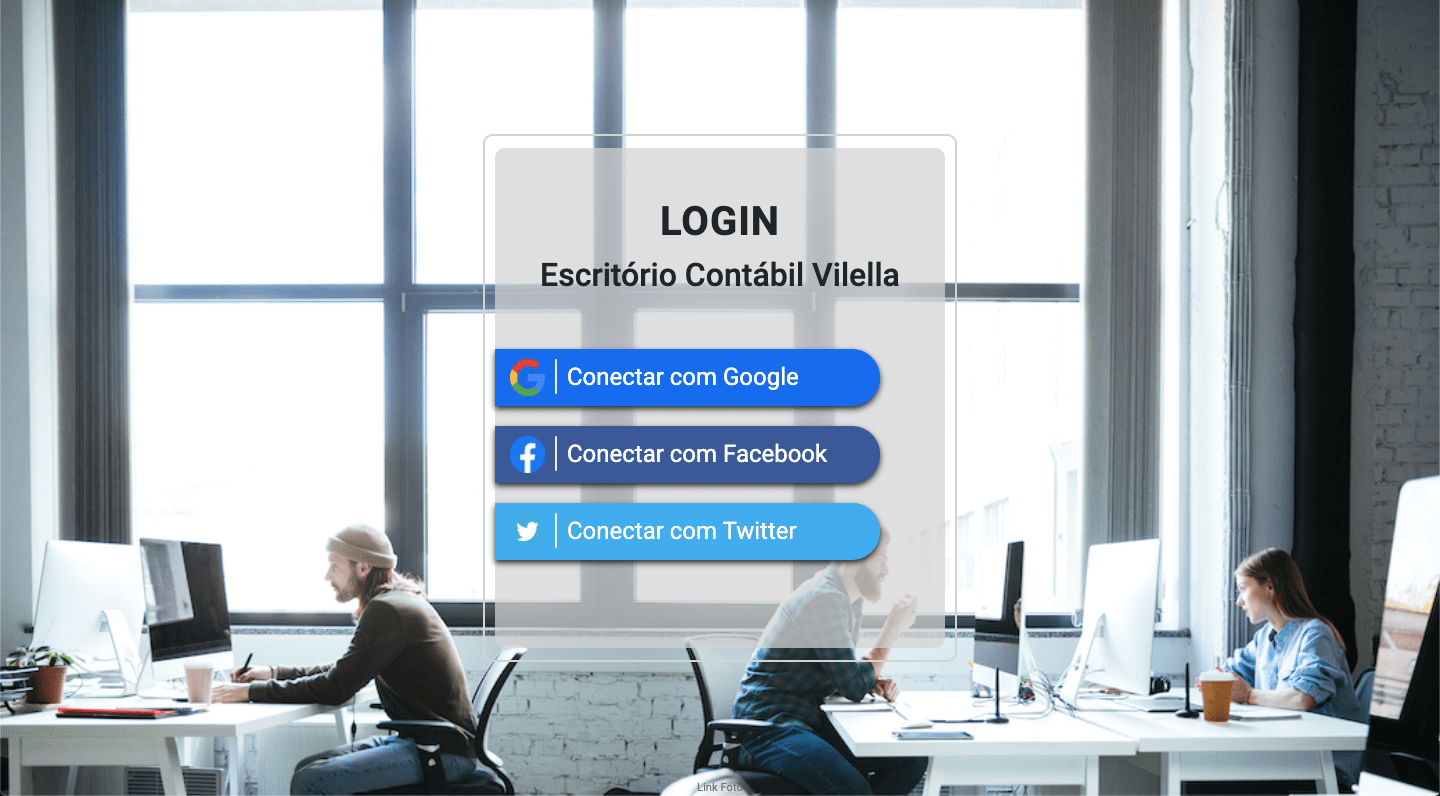 LOGIN
Escritório Contábil Vilella
Conectar com Google
Conectar com Facebook
Conectar com Twitter
Link Foto